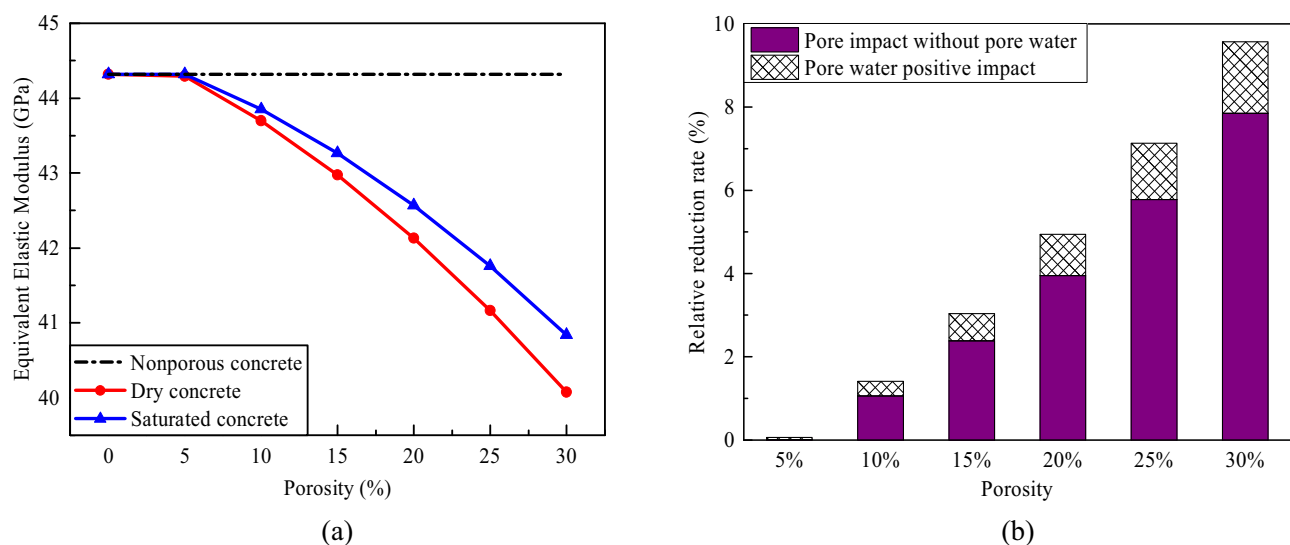 45
44
43
42
41
40
Equivalent Elastic Modulus (GPa)
Nonporous concrete
Dry concrete
Saturated concrete
0 5 10 15 20 25 30
Porosity (%)
(a)
10
8
6
4
2
0
Relative reduction rate (%)
Pore impact without pore water
Pore water positive impact
5% 10% 15% 20% 25% 30%
Porosity
(b)